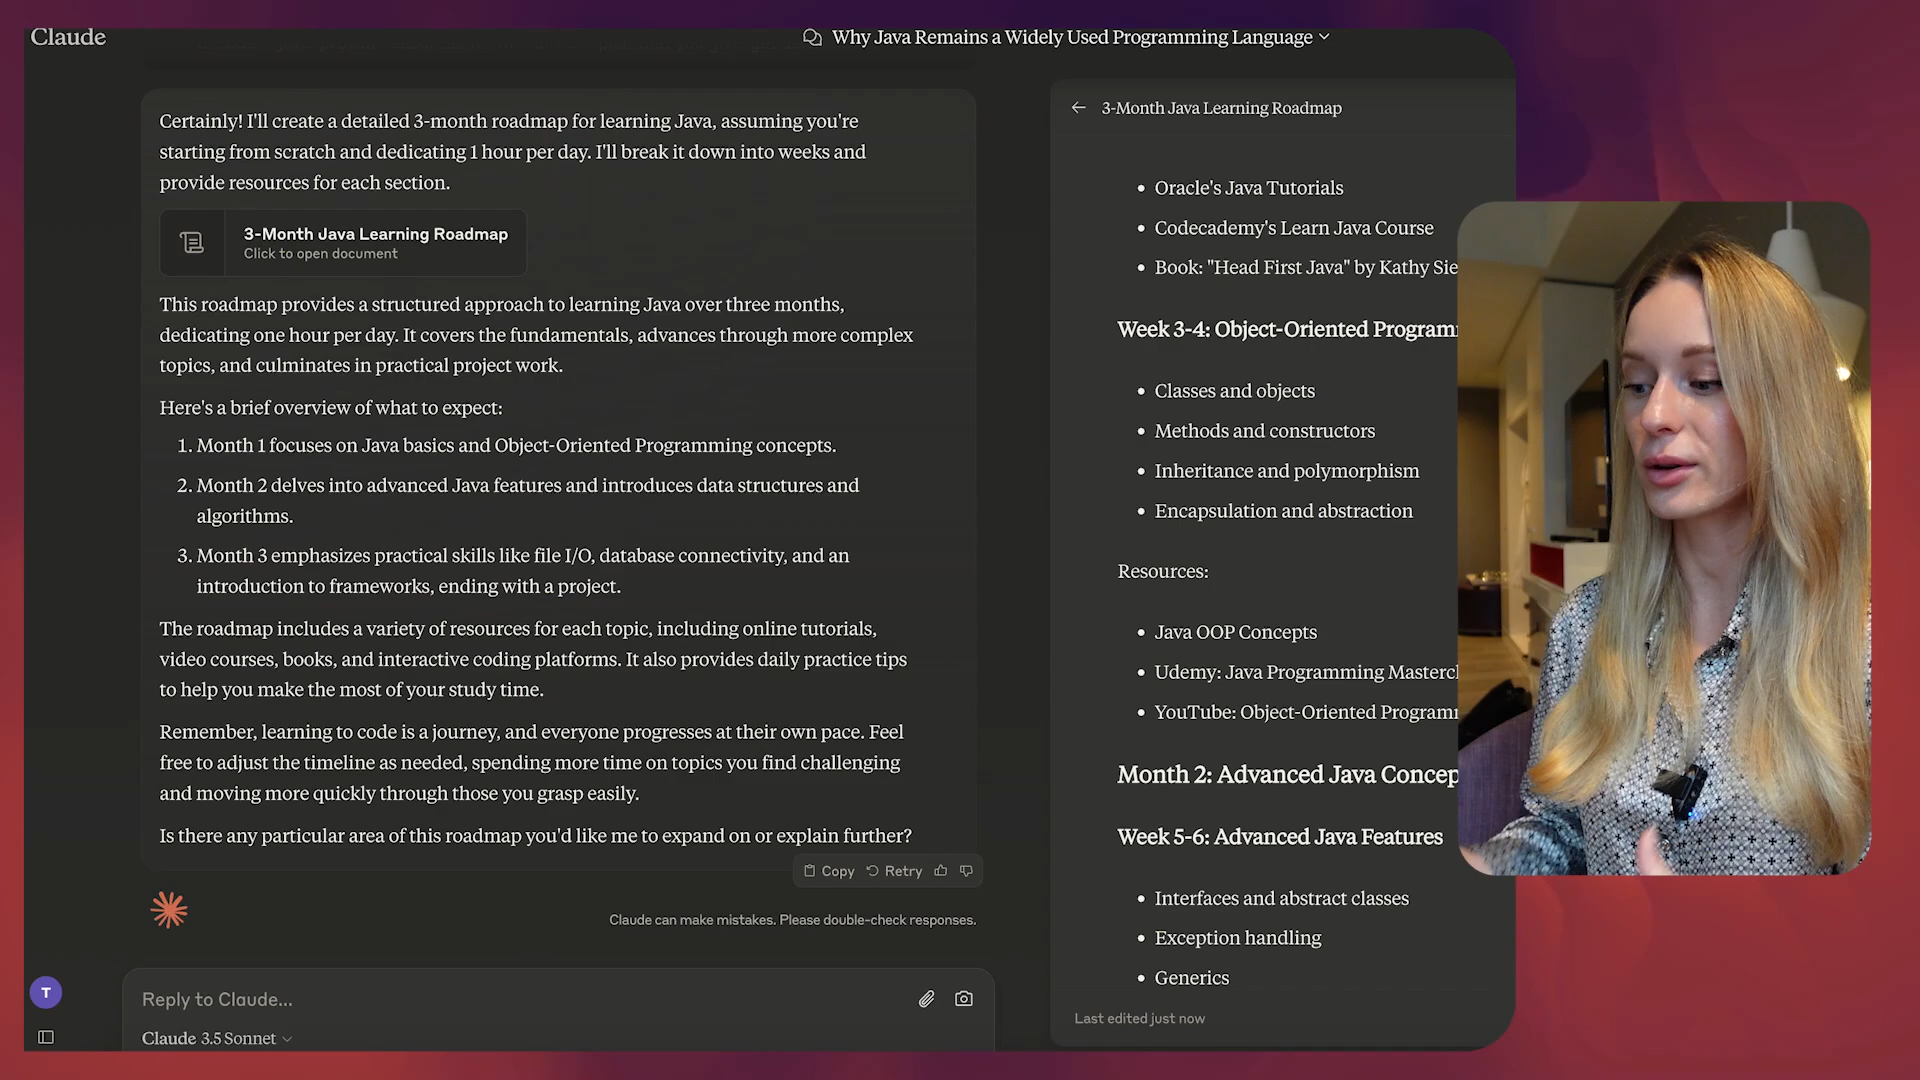 Claude
Why Java Remains a Widely Used Programming Language
Certainly! I'll create a detailed 3-month roadmap for learning Java, assuming you're
starting from scratch and dedicating 1 hour per day. I'll break it down into weeks and
provide resources for each section.
3-Month Java Learning Roadmap
Click to open document
This roadmap provides a structured approach to learning Java over three months,
dedicating one hour per day. It covers the fundamentals, advances through more complex
topics, and culminates in practical project work.
Here's a brief overview of what to expect:
1. Month 1 focuses on Java basics and Object-Oriented Programming concepts.
2. Month 2 delves into advanced Java features and introduces data structures and
algorithms.
3. Month 3 emphasizes practical skills like file I/O, database connectivity, and an
introduction to frameworks, ending with a project.
The roadmap includes a variety of resources for each topic, including online tutorials,
video courses, books, and interactive coding platforms. It also provides daily practice tips
to help you make the most of your study time.
Remember, learning to code is a journey, and everyone progresses at their own pace. Feel
free to adjust the timeline as needed, spending more time on topics you find challenging
and moving more quickly through those you grasp easily.
Is there any particular area of this roadmap you'd like me to expand on or explain further?
Copy Retry
Claude can make mistakes. Please double-check responses.
T
Reply to Claude...
Claude 3.5 Sonnet
3-Month Java Learning Roadmap
• Oracle's Java Tutorials
• Codecademy's Learn Java Course
• Book: "Head First Java" by Kathy Sie
Week 3-4: Object-Oriented Program
• Classes and objects
• Methods and constructors
• Inheritance and polymorphism
• Encapsulation and abstraction
Resources:
• Java OOP Concepts
• Udemy: Java Programming Mastercl
• YouTube: Object-Oriented Program
Month 2: Advanced Java Concep
Week 5-6: Advanced Java Features
• Interfaces and abstract classes
• Exception handling
• Generics
Last edited just now